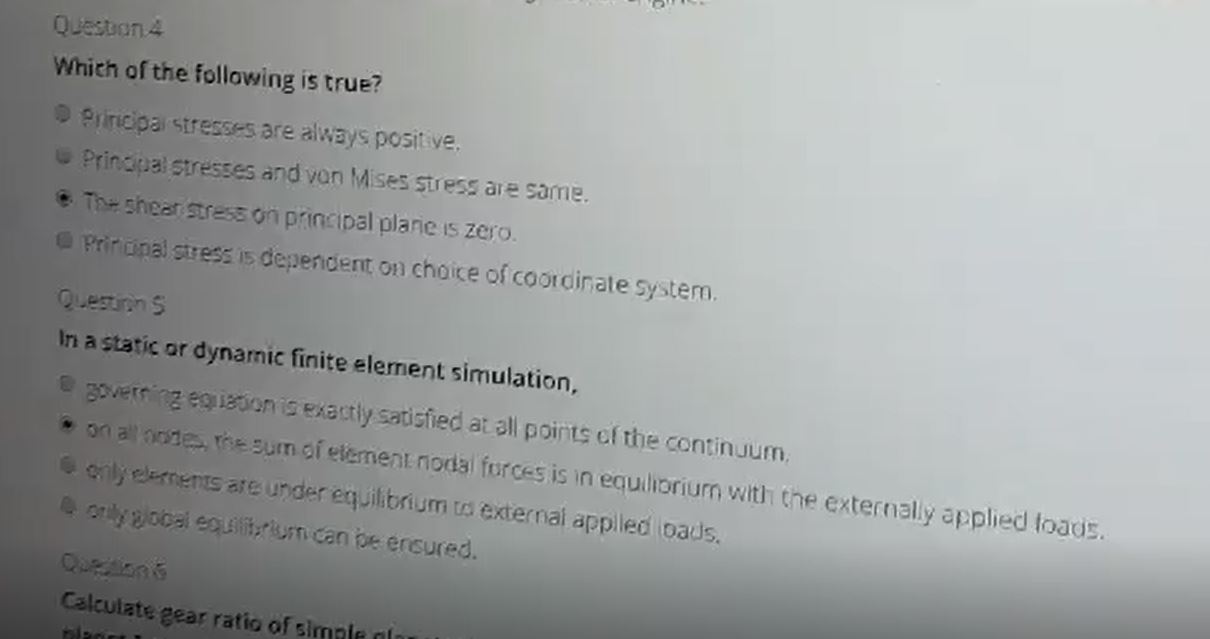 Question 4
Which of the following is true?
Principal stresses are always positive.
Principal stresses and von Mises stress are same.
The shear stress on principal plane is zero.
Principal stress is dependent on choice of coordinate system.
Question 5
In a static or dynamic finite element simulation,
governing equation is exactly satisfied at all points of the continuum.
on all nodes, the sum of element nodal forces is in equilibrium with the externally applied loads.
only elements are under equilibrium to external applied loads.
only global equilibrium can be ensured.
Question 6
Calculate gear ratio of simple